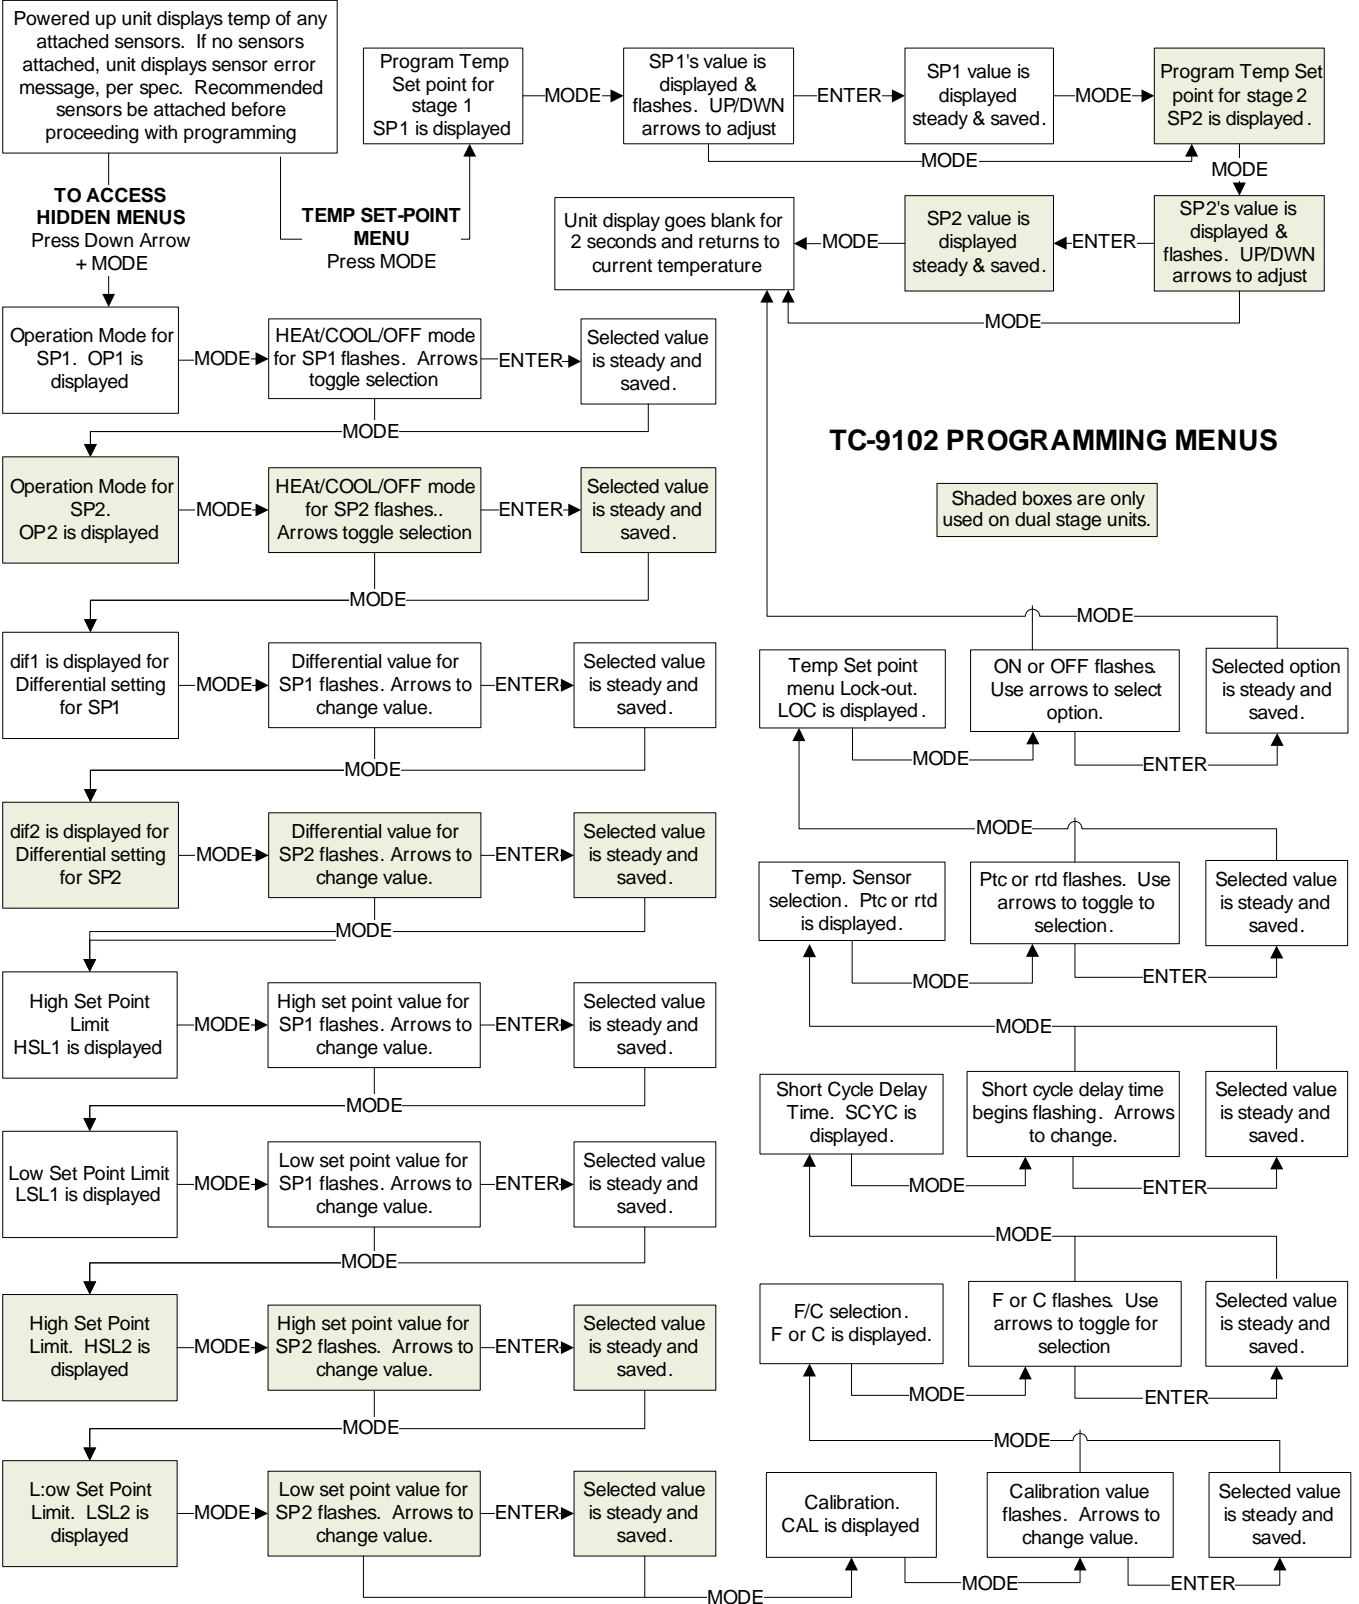 Powered up unit displays temp of any
attached sensors. If no sensors
attached, unit displays sensor error
message, per spec. Recommended
sensors be attached before
proceeding with programming
TO ACCESS
HIDDEN MENUS
Press Down Arrow
+ MODE
TEMP SET-POINT
MENU
Press MODE
Program Temp
Set point for
stage 1
SP1 is displayed
MODE
SP1's value is
displayed &
flashes. UP/DWN
arrows to adjust
ENTER
SP1 value is
displayed
steady & saved.
MODE
Program Temp Set
point for stage 2
SP2 is displayed.
MODE
MODE
SP2's value is
displayed &
flashes. UP/DWN
arrows to adjust
ENTER
SP2 value is
displayed
steady & saved.
MODE
Unit display goes blank for
2 seconds and returns to
current temperature
MODE
Operation Mode for
SP1. OP1 is
displayed
MODE
HEAt/COOL/OFF mode
for SP1 flashes. Arrows
toggle selection
ENTER
Selected value
is steady and
saved.
MODE
TC-9102 PROGRAMMING MENUS
Shaded boxes are only
used on dual stage units.
Operation Mode for
SP2.
OP2 is displayed
MODE
HEAt/COOL/OFF mode
for SP2 flashes..
Arrows toggle selection
ENTER
Selected value
is steady and
saved.
MODE
dif1 is displayed for
Differential setting
for SP1
MODE
Differential value for
SP1 flashes. Arrows to
change value.
ENTER
Selected value
is steady and
saved.
MODE
dif2 is displayed for
Differential setting
for SP2
MODE
Differential value for
SP2 flashes. Arrows to
change value.
ENTER
Selected value
is steady and
saved.
MODE
High Set Point
Limit
HSL1 is displayed
MODE
High set point value for
SP1 flashes. Arrows to
change value.
ENTER
Selected value
is steady and
saved.
MODE
Low Set Point Limit
LSL1 is displayed
MODE
Low set point value for
SP1 flashes. Arrows to
change value.
ENTER
Selected value
is steady and
saved.
MODE
High Set Point
Limit. HSL2 is
displayed
MODE
High set point value for
SP2 flashes. Arrows to
change value.
ENTER
Selected value
is steady and
saved.
MODE
L:ow Set Point
Limit. LSL2 is
displayed
MODE
Low set point value for
SP2 flashes. Arrows to
change value.
ENTER
Selected value
is steady and
saved.
MODE
Calibration.
CAL is displayed
MODE
Calibration value
flashes. Arrows to
change value.
ENTER
Selected value
is steady and
saved.
MODE
F/C selection.
F or C is displayed.
MODE
F or C flashes. Use
arrows to toggle for
selection
ENTER
Selected value
is steady and
saved.
MODE
Short Cycle Delay
Time. SCYC is
displayed.
MODE
Short cycle delay time
begins flashing. Arrows
to change.
ENTER
Selected value
is steady and
saved.
MODE
Temp. Sensor
selection. Ptc or rtd
is displayed.
MODE
Ptc or rtd flashes. Use
arrows to toggle to
selection.
ENTER
Selected value
is steady and
saved.
MODE
Temp Set point
menu Lock-out.
LOC is displayed.
MODE
ON or OFF flashes.
Use arrows to select
option.
ENTER
Selected option
is steady and
saved.
MODE